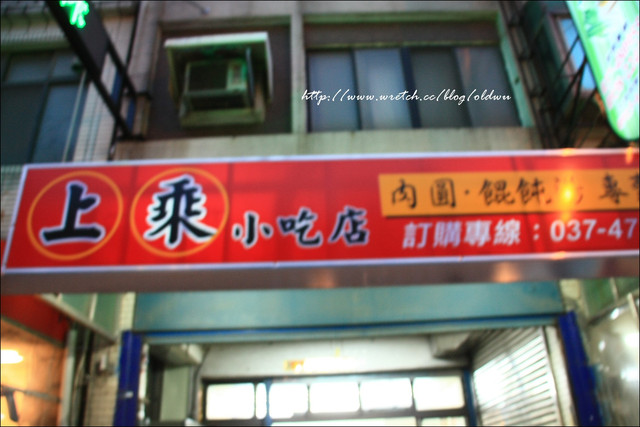 http://www.wretch.cc/blog/oldwu
上乘小吃店
肉圓·餛飩
訂購專線：037-47